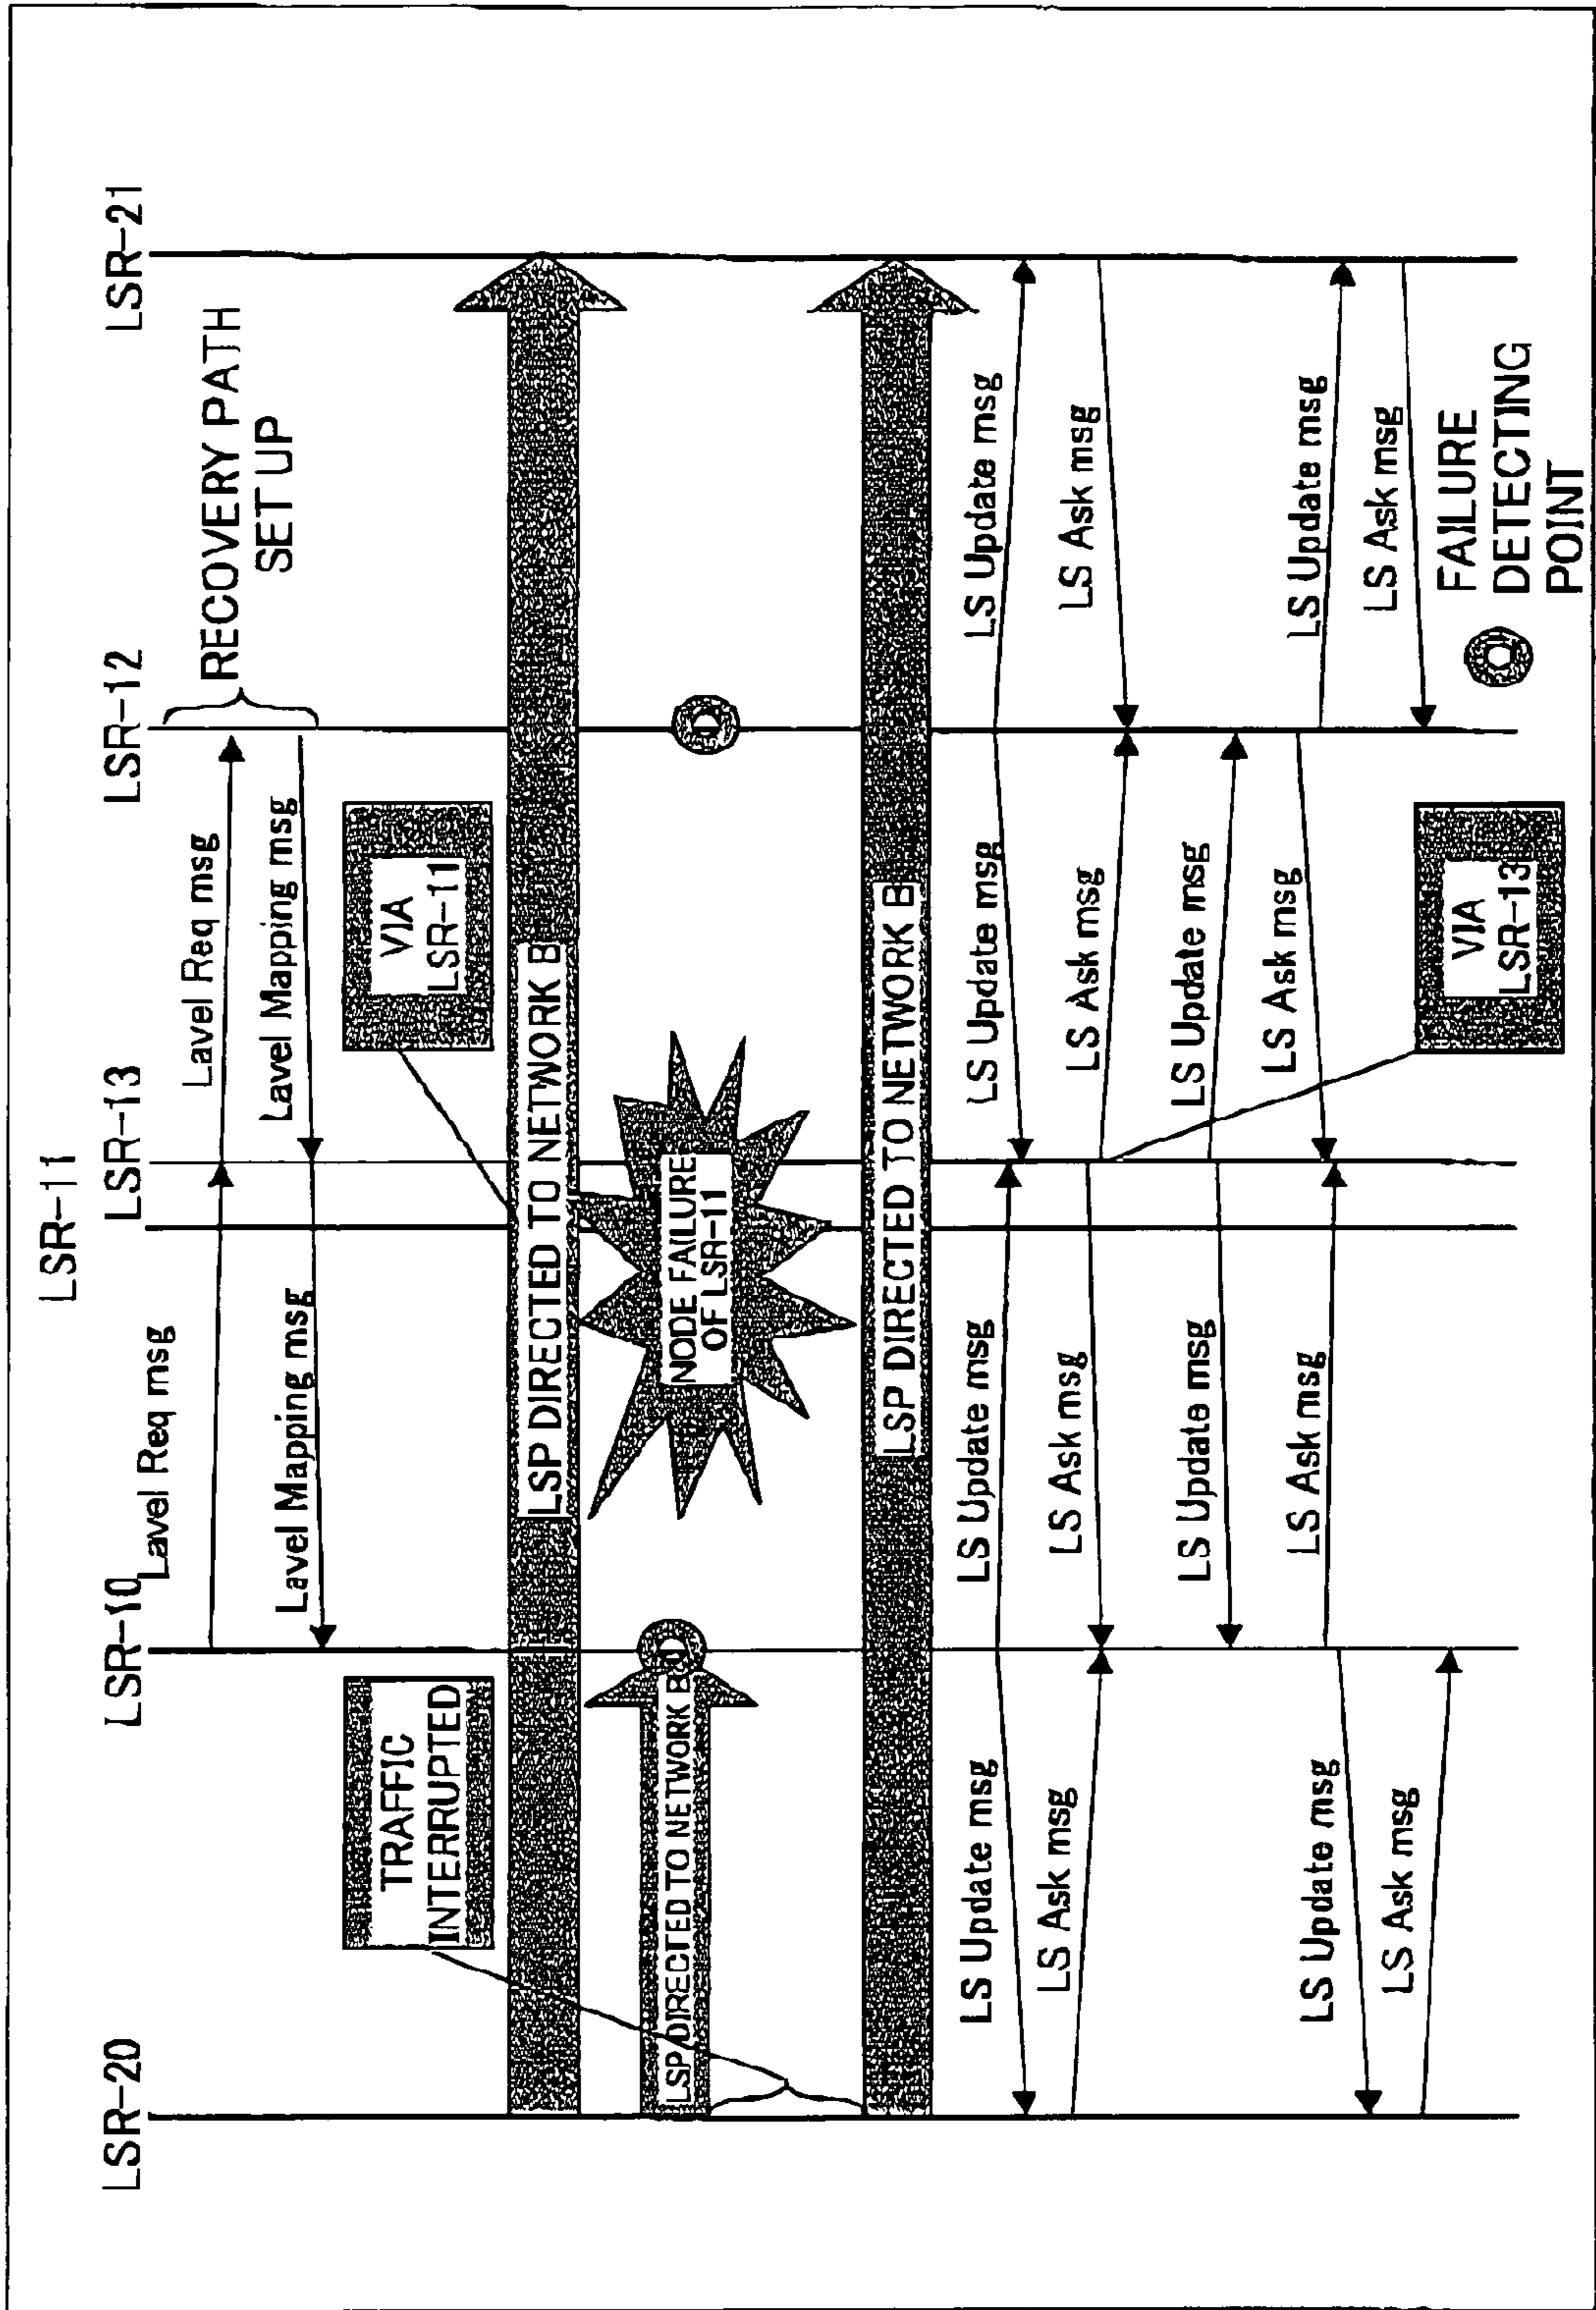 LSR-11
LSR-20
LSR-10
LSR-13
LSR-12
LSR-21
Lavel Req msg
Lavel Req msg
Lavel Mapping msg
Lavel Mapping msg
RECOVERY PATH
SET UP
TRAFFIC
INTERRUPTED
VIA
LSR-11
LSP DIRECTED TO NETWORK B
LSP DIRECTED TO NETWORK B
NODE FAILURE
OF LSR-11
LSP DIRECTED TO NETWORK B
LS Update msg
LS Update msg
LS Update msg
LS Update msg
LS Ask msg
LS Ask msg
LS Ask msg
LS Ask msg
LS Update msg
LS Update msg
LS Ask msg
LS Ask msg
LS Update msg
LS Update msg
LS Ask msg
LS Ask msg
VIA
LSR-13
FAILURE
DETECTING
POINT